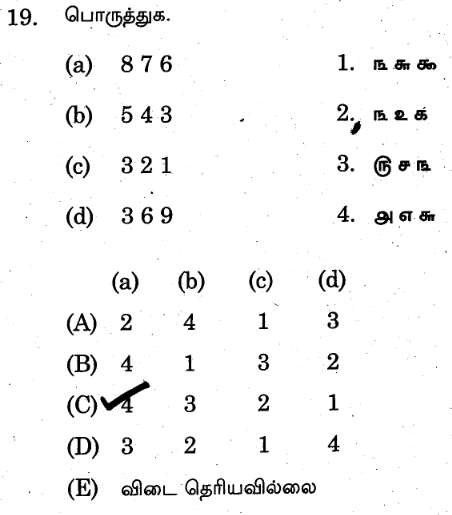 19. பொருத்துக.
(a) 8 7 6 1. ௩ ௬ ௯
(b) 5 4 3 2. ௩ ௨ ௧
(c) 3 2 1 3. ௫ ௪ ௩
(d) 3 6 9 4. ௮ ௭ ௬
(a) (b) (c) (d)
(A) 2 4 1 3
(B) 4 1 3 2
(C) 4 3 2 1
(D) 3 2 1 4
(E) விடை தெரியவில்லை